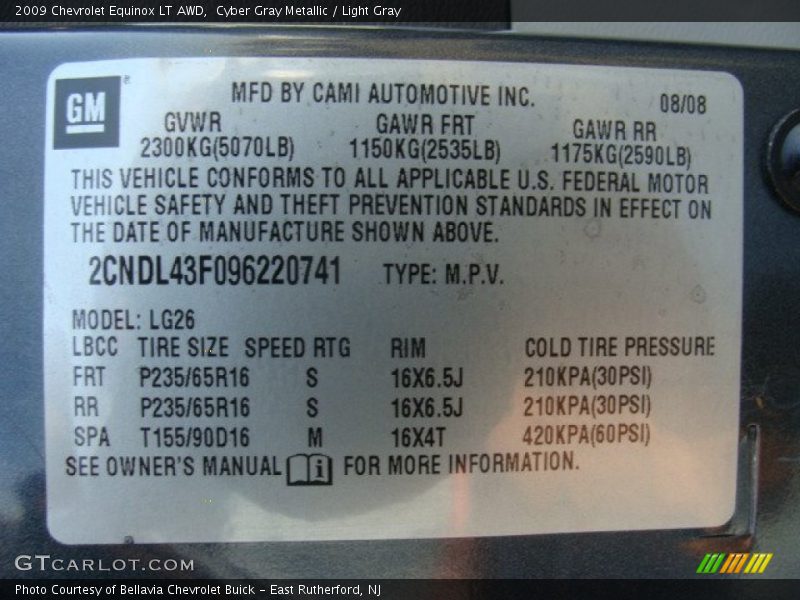 2009 Chevrolet Equinox LT AWD,  Cyber Gray Metallic / Light Gray
GM ®
MFD BY CAMI AUTOMOTIVE INC. 08/08
GVWR GAWR FRT GAWR RR
2300KG(5070LB) 1150KG(2535LB) 1175KG(2590LB)
THIS VEHICLE CONFORMS TO ALL APPLICABLE U.S. FEDERAL MOTOR
VEHICLE SAFETY AND THEFT PREVENTION STANDARDS IN EFFECT ON
THE DATE OF MANUFACTURE SHOWN ABOVE.
2CNDL43F096220741 TYPE: M.P.V.
MODEL: LG26
LBCC TIRE SIZE SPEED RTG RIM COLD TIRE PRESSURE
FRT P235/65R16 S 16X6.5J 210KPA(30PSI)
RR P235/65R16 S 16X6.5J 210KPA(30PSI)
SPA T155/90D16 M 16X4T 420KPA(60PSI)
SEE OWNER'S MANUAL i FOR MORE INFORMATION.
GTCARLOT.COM
Photo Courtesy of Bellavia Chevrolet Buick - East Rutherford, NJ